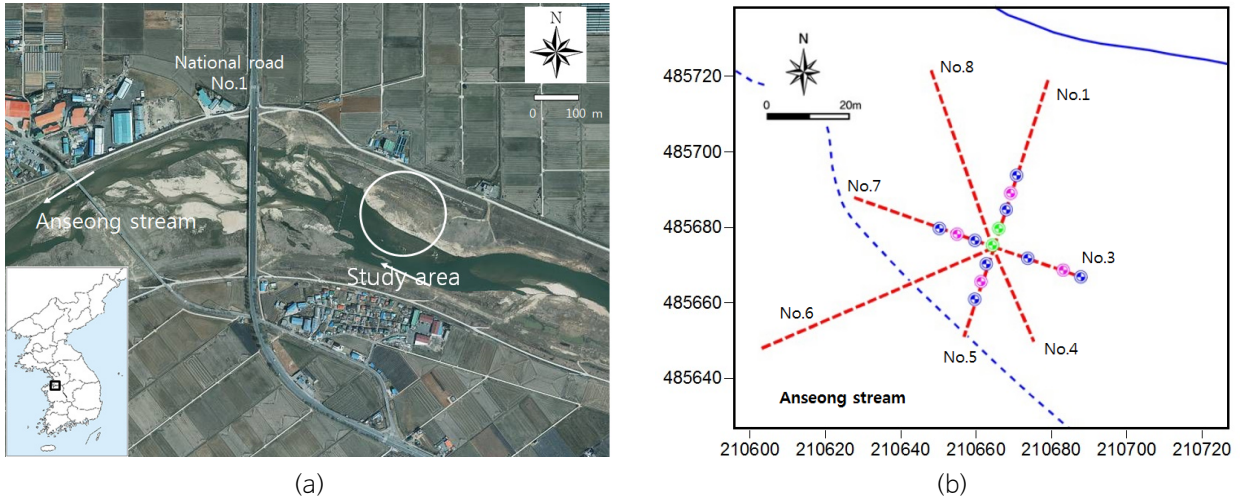 National road
No.1
N
0 100 m
Anseong stream
Study area
(a)
485720
485700
485680
485660
485640
N
0 20m
No.8
No.1
No.7
No.3
No.6
No.5
No.4
Anseong stream
210600 210620 210640 210660 210680 210700 210720
(b)